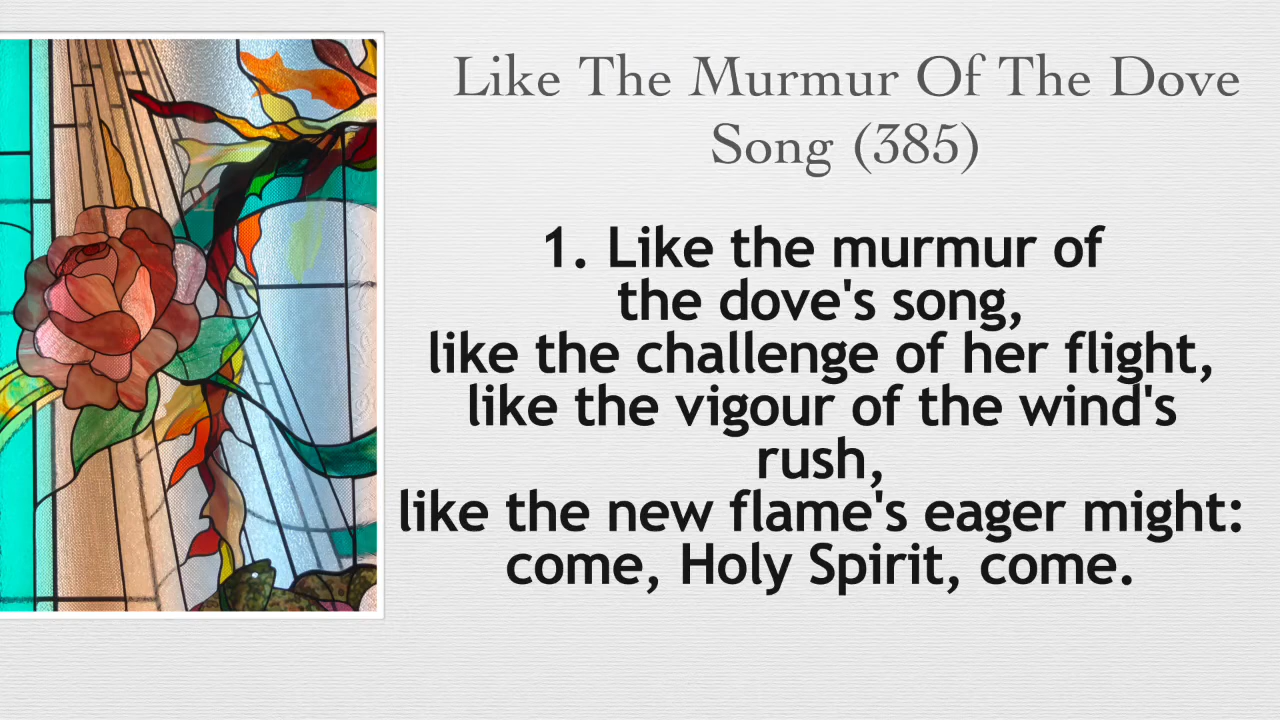 Like The Murmur Of The Dove
Song (385)
1. Like the murmur of
the dove's song,
like the challenge of her flight,
like the vigour of the wind's
rush,
like the new flame's eager might:
come, Holy Spirit, come.